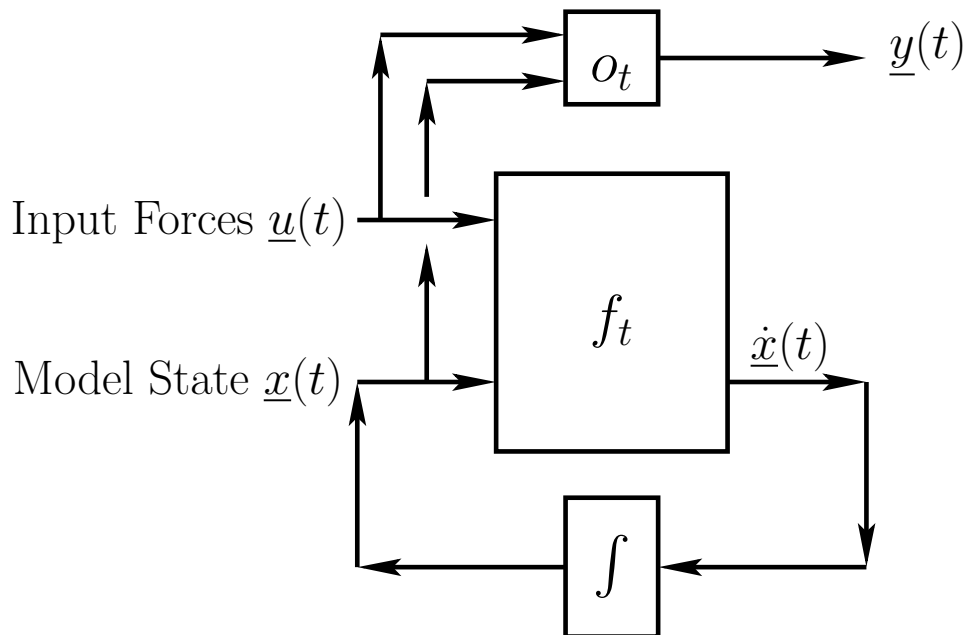 o_t
y(t)
Input Forces u(t)
f_t
ẋ(t)
Model State x(t)
∫